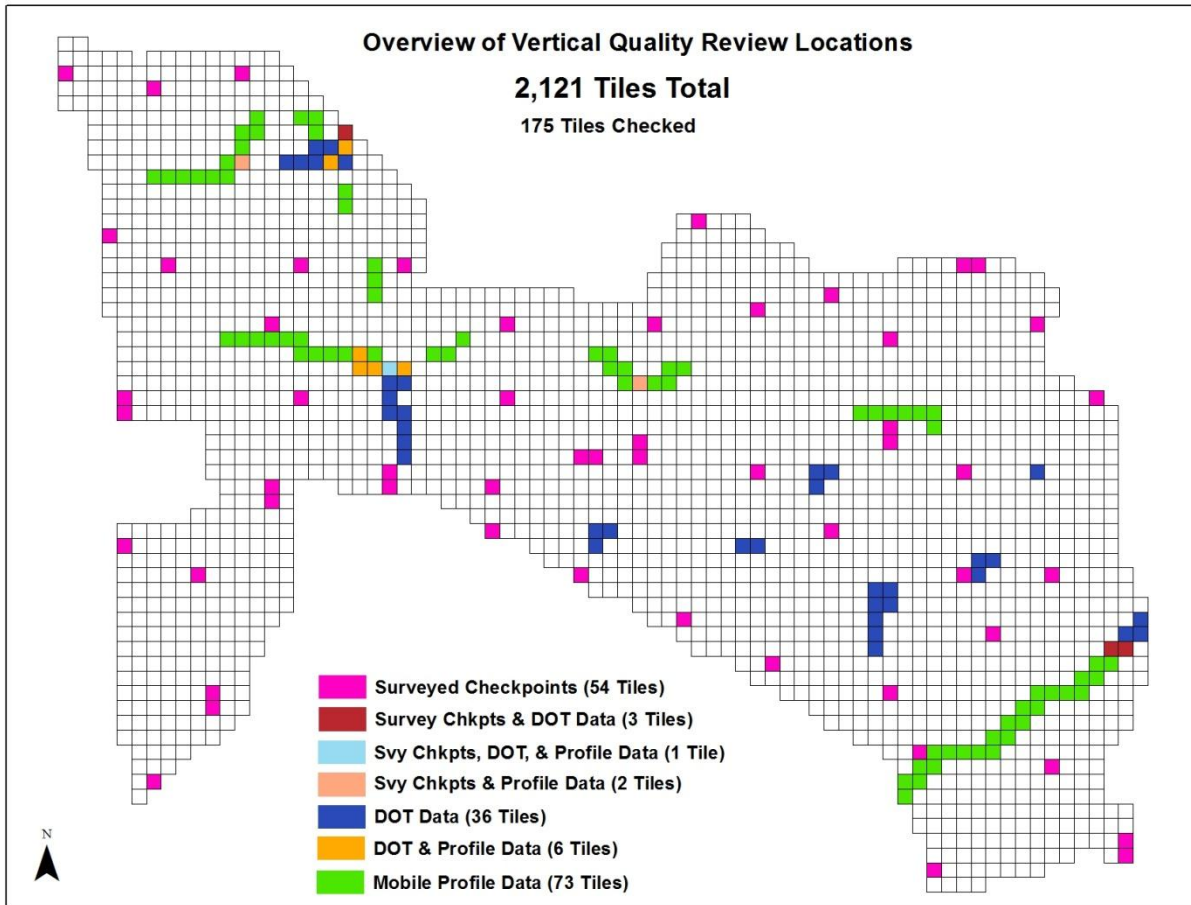 Overview of Vertical Quality Review Locations
2,121 Tiles Total
175 Tiles Checked
Surveyed Checkpoints (54 Tiles)
Survey Chkpts & DOT Data (3 Tiles)
Svy Chkpts, DOT, & Profile Data (1 Tile)
Svy Chkpts & Profile Data (2 Tiles)
DOT Data (36 Tiles)
DOT & Profile Data (6 Tiles)
Mobile Profile Data (73 Tiles)
N